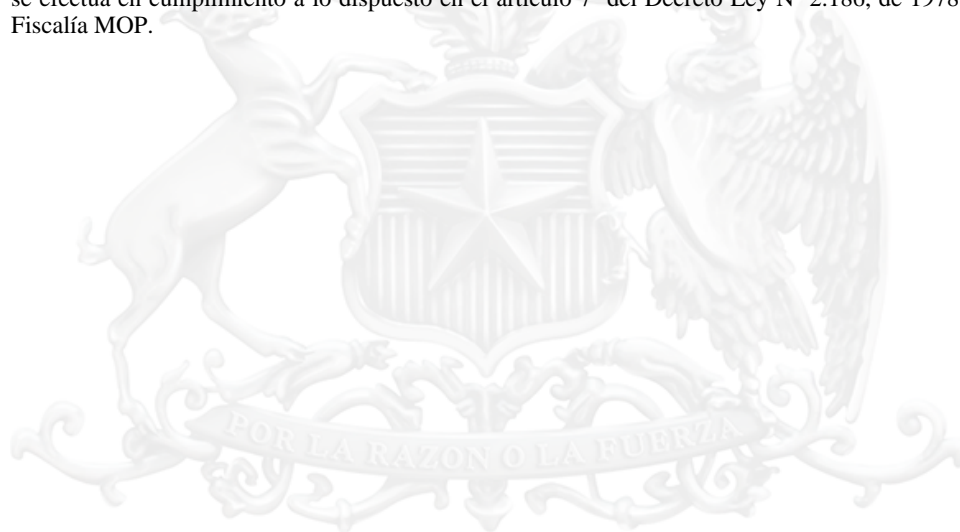 se efectúa en cumplimiento a lo dispuesto en el artículo 7° del Decreto Ley N° 2.186, de 1978
Fiscalía MOP.
POR LA RAZON O LA FUERZA